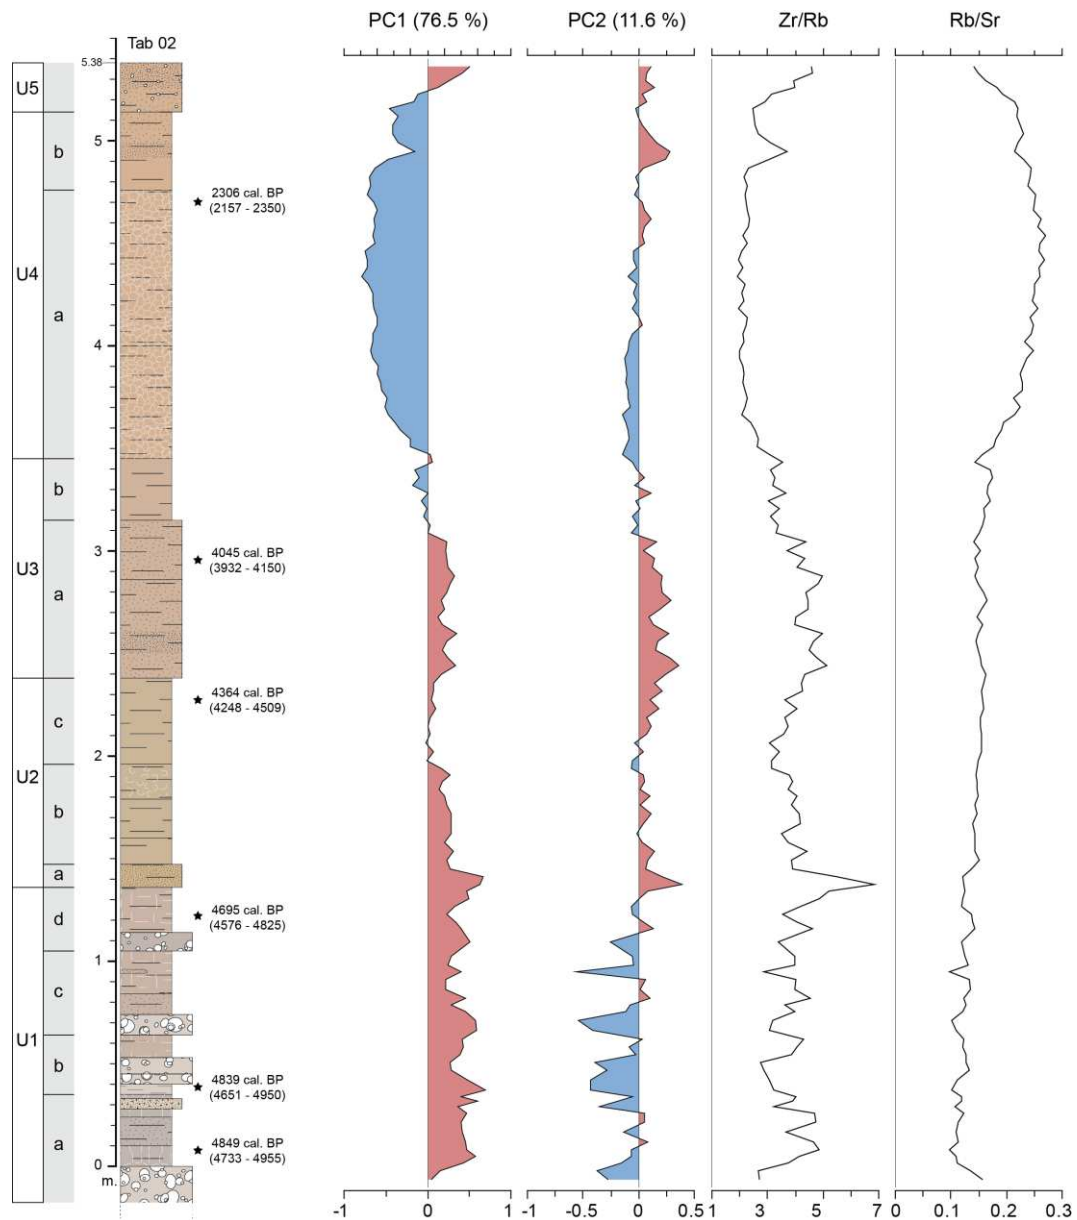 PC1 (76.5 %) PC2 (11.6 %) Zr/Rb Rb/Sr
Tab 02
5.38
U5
5
b
2306 cal. BP
(2157 - 2350)
U4
a
4
b
3
4045 cal. BP
(3932 - 4150)
U3
a
4364 cal. BP
(4248 - 4509)
c
2
U2
b
a
4695 cal. BP
(4576 - 4825)
d
1
c
U1
b
4839 cal. BP
(4651 - 4950)
4849 cal. BP
(4733 - 4955)
a
0
m.
-1 0 1 -1 -0.5 0 0.5 1 3 5 7 0 0.1 0.2 0.3